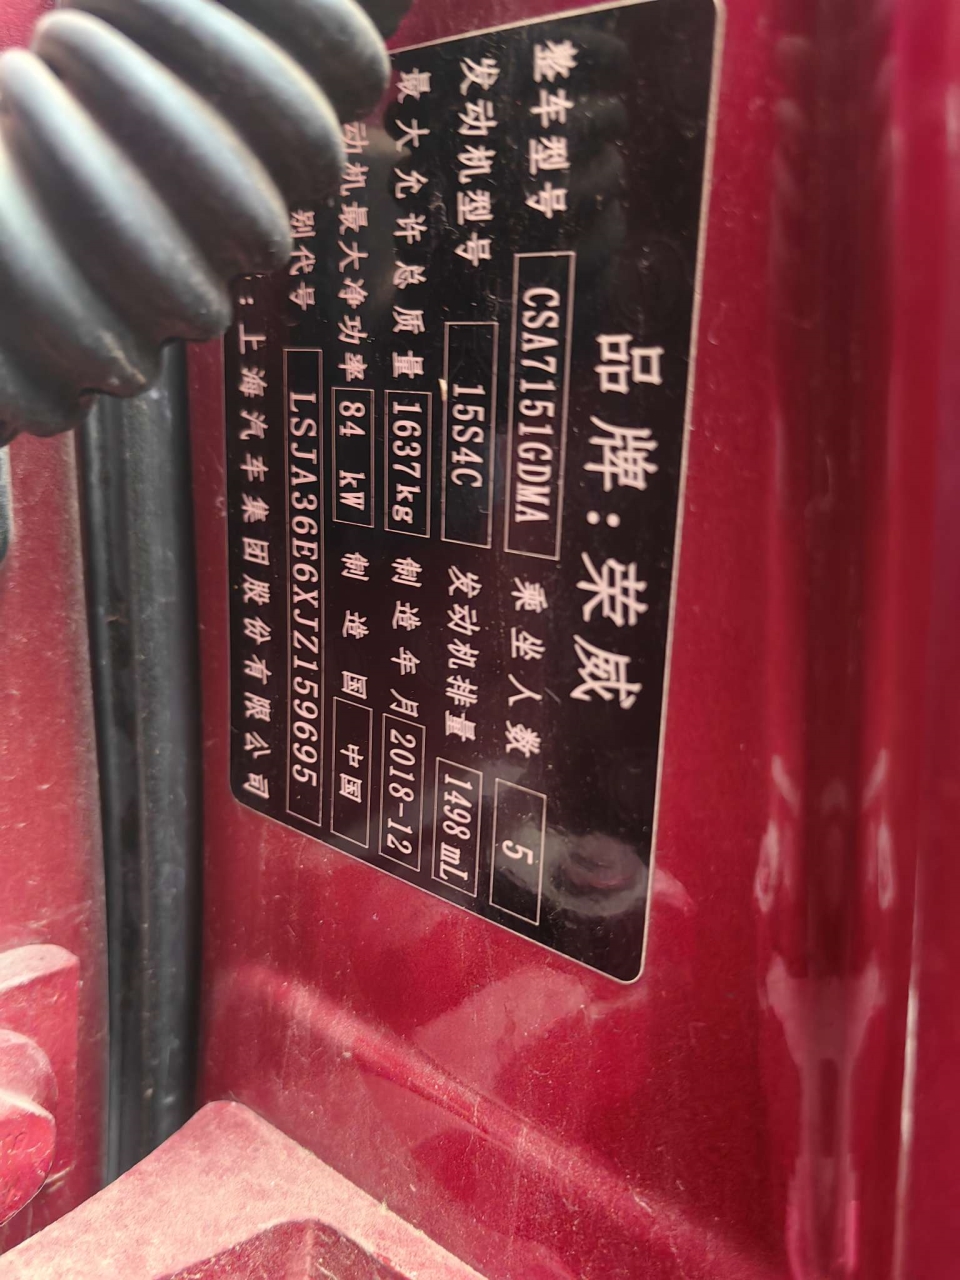 品牌：荣威
整车型号 CSA7151GDMA 乘坐人数 5
发动机型号 15S4C 发动机排量 1498 mL
最大允许总质量 1637kg 制造年月 2018-12
动机最大净功率 84 kW 制造国 中国
别代号 LSJA36E6XJZ159695
：上海汽车集团股份有限公司